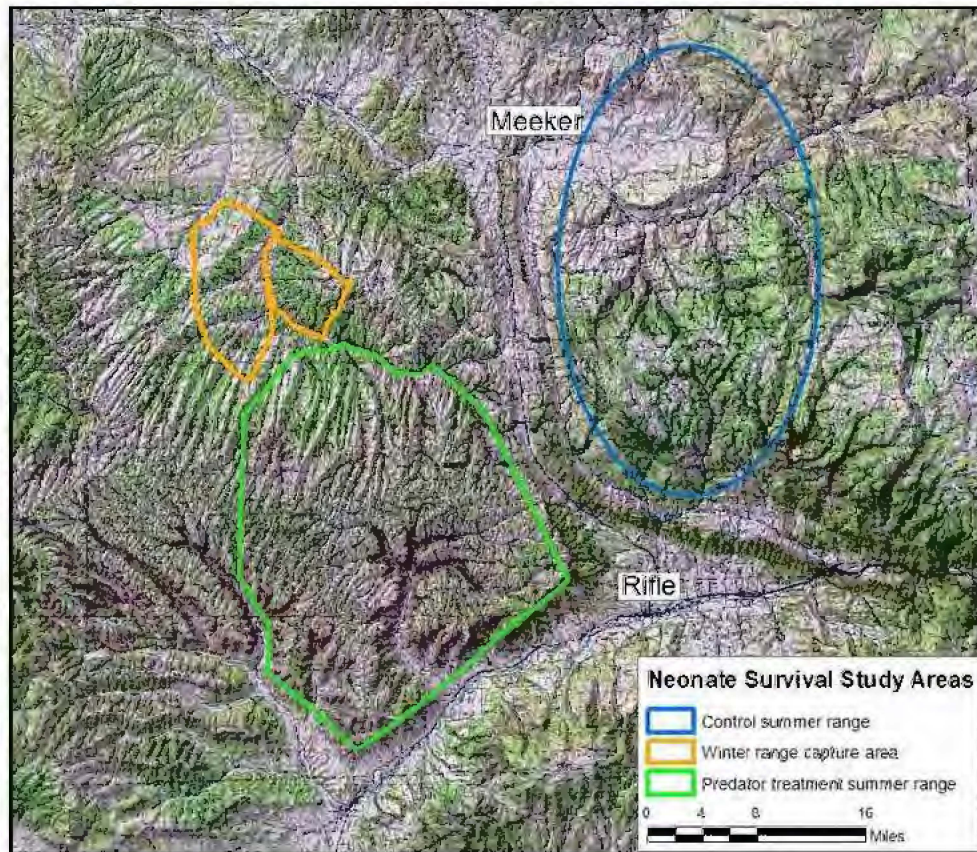 Meeker
Rifle
Neonate Survival Study Areas
Control summer range
Winter range capture area
Predator treatment summer range
0 4 8 16
Miles